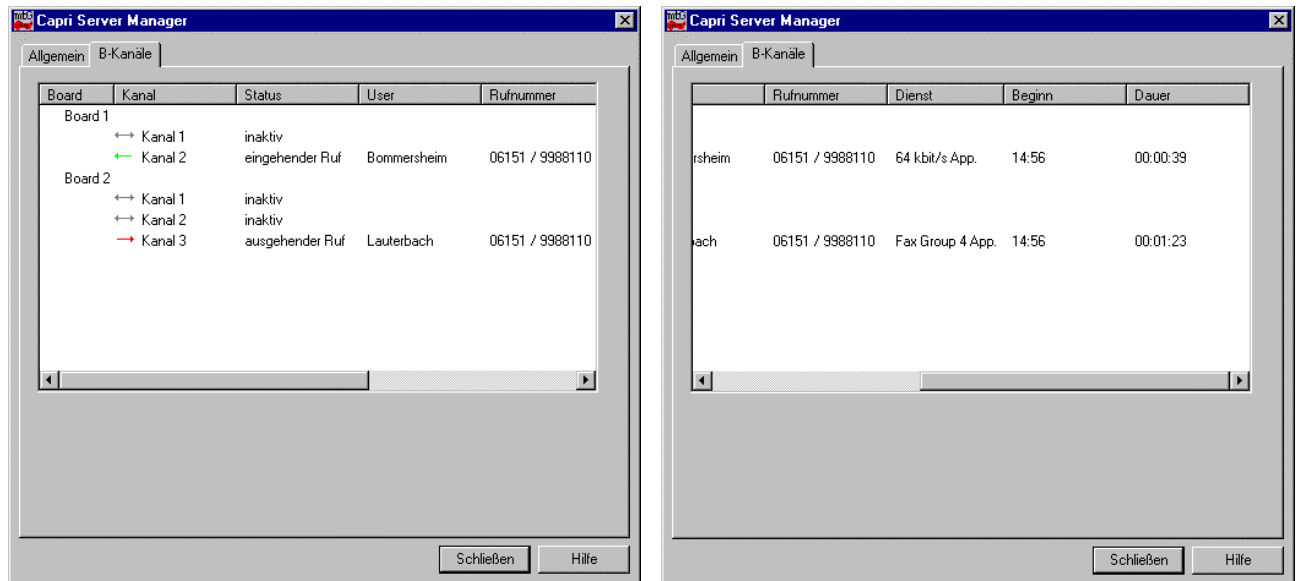 Capri Server Manager
Allgemein B-Kanäle
Board Kanal Status User Rufnummer
Board 1
Kanal 1 inaktiv
Kanal 2 eingehender Ruf Bommersheim 06151 / 9988110
Board 2
Kanal 1 inaktiv
Kanal 2 inaktiv
Kanal 3 ausgehender Ruf Lauterbach 06151 / 9988110
Schließen Hilfe
Capri Server Manager
Allgemein B-Kanäle
Rufnummer Dienst Beginn Dauer
rsheim 06151 / 9988110 64 kbit/s App. 14:56 00:00:39
bach 06151 / 9988110 Fax Group 4 App. 14:56 00:01:23
Schließen Hilfe